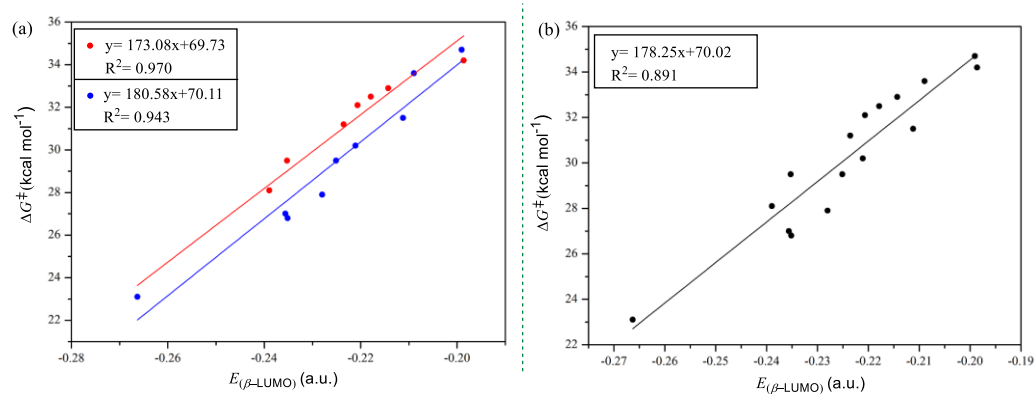 (a)
y= 173.08x+69.73
R²= 0.970
y= 180.58x+70.11
R²= 0.943
ΔG‡(kcal mol⁻¹)
36
34
32
30
28
26
24
22
-0.28
-0.26
-0.24
-0.22
-0.20
E(β–LUMO) (a.u.)
(b)
y= 178.25x+70.02
R²= 0.891
ΔG‡(kcal mol⁻¹)
36
34
32
30
28
26
24
22
-0.27
-0.26
-0.25
-0.24
-0.23
-0.22
-0.21
-0.20
-0.19
E(β–LUMO) (a.u.)